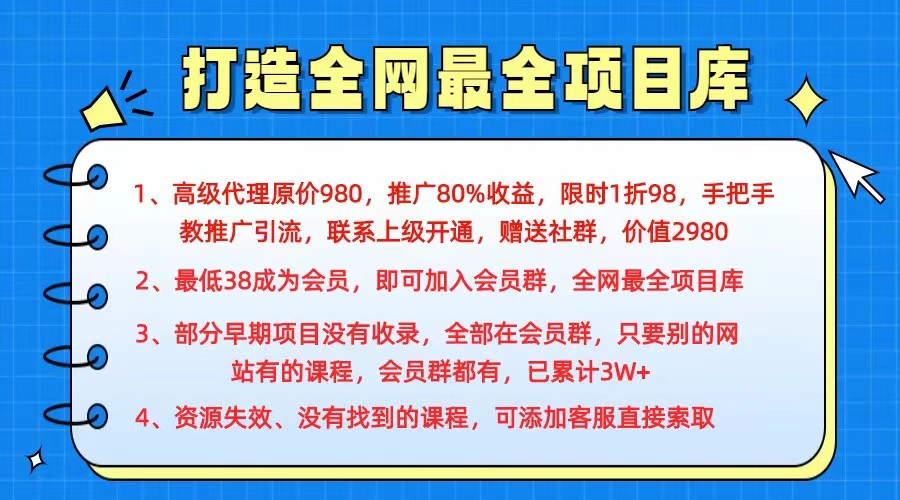 打造全网最全项目库
1、高级代理原价980，推广80%收益，限时1折98，手把手
教推广引流，联系上级开通，赠送社群，价值2980
2、最低38成为会员，即可加入会员群，全网最全项目库
3、部分早期项目没有收录，全部在会员群，只要别的网
站有的课程，会员群都有，已累计3W+
4、资源失效、没有找到的课程，可添加客服直接索取